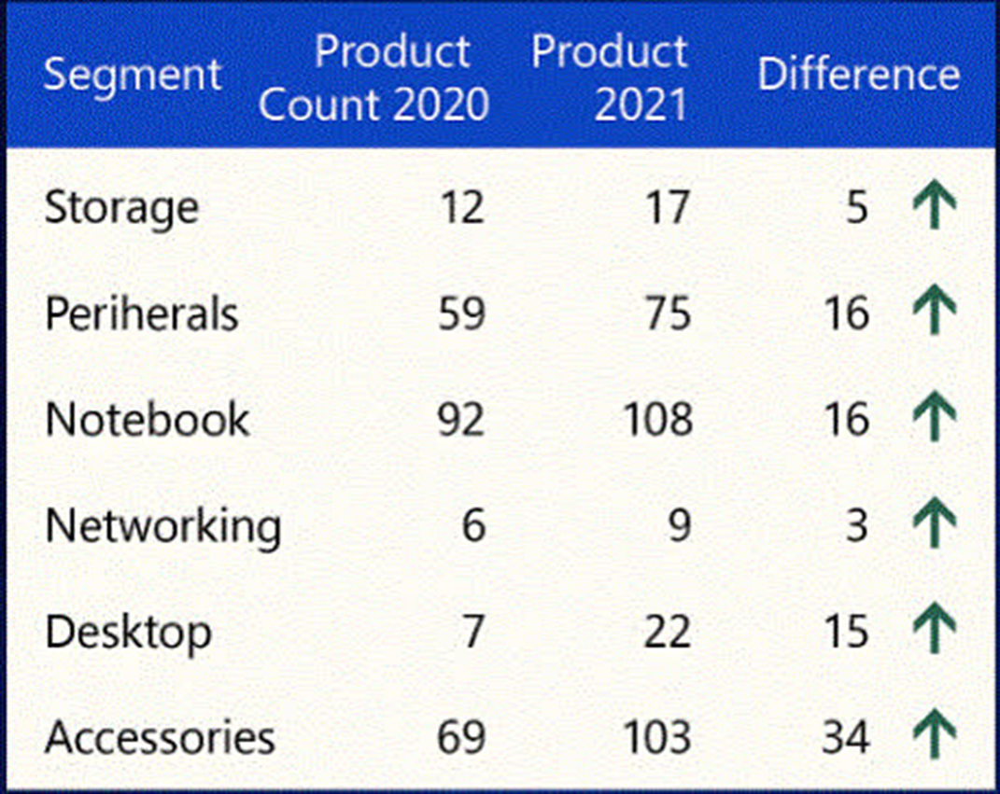 Segment Product Count 2020 Product 2021 Difference
Storage 12 17 5 ↑
Periherals 59 75 16 ↑
Notebook 92 108 16 ↑
Networking 6 9 3 ↑
Desktop 7 22 15 ↑
Accessories 69 103 34 ↑